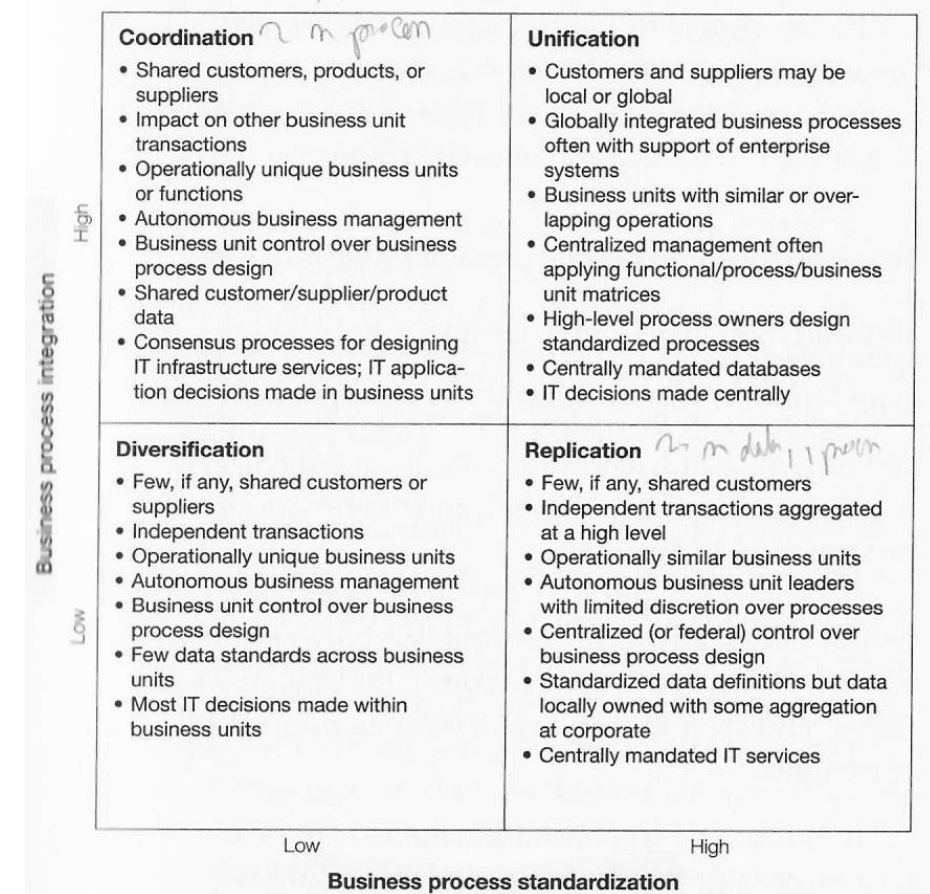 Coordination
• Shared customers, products, or
suppliers
• Impact on other business unit
transactions
• Operationally unique business units
or functions
• Autonomous business management
• Business unit control over business
process design
• Shared customer/supplier/product
data
• Consensus processes for designing
IT infrastructure services; IT applica-
tion decisions made in business units
Unification
• Customers and suppliers may be
local or global
• Globally integrated business processes
often with support of enterprise
systems
• Business units with similar or over-
lapping operations
• Centralized management often
applying functional/process/business
unit matrices
• High-level process owners design
standardized processes
• Centrally mandated databases
• IT decisions made centrally
Diversification
• Few, if any, shared customers or
suppliers
• Independent transactions
• Operationally unique business units
• Autonomous business management
• Business unit control over business
process design
• Few data standards across business
units
• Most IT decisions made within
business units
Replication
• Few, if any, shared customers
• Independent transactions aggregated
at a high level
• Operationally similar business units
• Autonomous business unit leaders
with limited discretion over processes
• Centralized (or federal) control over
business process design
• Standardized data definitions but data
locally owned with some aggregation
at corporate
• Centrally mandated IT services
Business process integration
High
Low
Low
High
Business process standardization